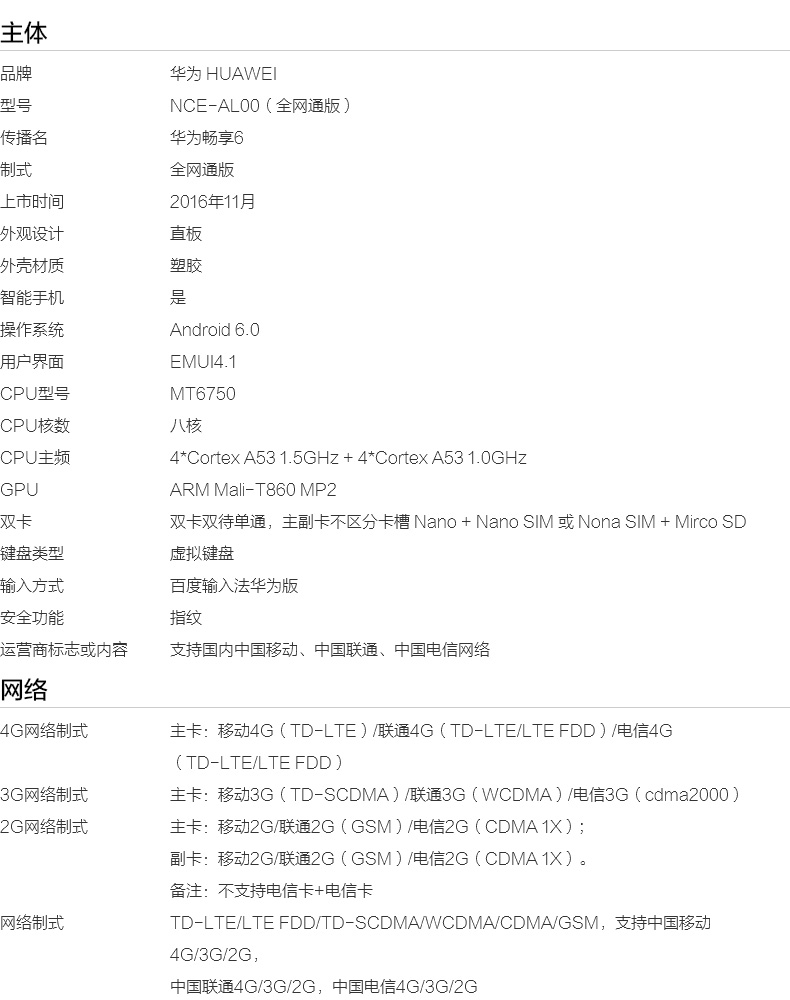 主体
品牌 华为 HUAWEI
型号 NCE-AL00（全网通版）
传播名 华为畅享6
制式 全网通版
上市时间 2016年11月
外观设计 直板
外壳材质 塑胶
智能手机 是
操作系统 Android 6.0
用户界面 EMUI4.1
CPU型号 MT6750
CPU核数 八核
CPU主频 4*Cortex A53 1.5GHz + 4*Cortex A53 1.0GHz
GPU ARM Mali-T860 MP2
双卡 双卡双待单通，主副卡不区分卡槽 Nano + Nano SIM 或 Nona SIM + Mirco SD
键盘类型 虚拟键盘
输入方式 百度输入法华为版
安全功能 指纹
运营商标志或内容 支持国内中国移动、中国联通、中国电信网络
网络
4G网络制式 主卡：移动4G（TD-LTE）/联通4G（TD-LTE/LTE FDD）/电信4G
（TD-LTE/LTE FDD）
3G网络制式 主卡：移动3G（TD-SCDMA）/联通3G（WCDMA）/电信3G（cdma2000）
2G网络制式 主卡：移动2G/联通2G（GSM）/电信2G（CDMA 1X）；
副卡：移动2G/联通2G（GSM）/电信2G（CDMA 1X）。
备注：不支持电信卡+电信卡
网络制式 TD-LTE/LTE FDD/TD-SCDMA/WCDMA/CDMA/GSM，支持中国移动
4G/3G/2G，
中国联通4G/3G/2G，中国电信4G/3G/2G